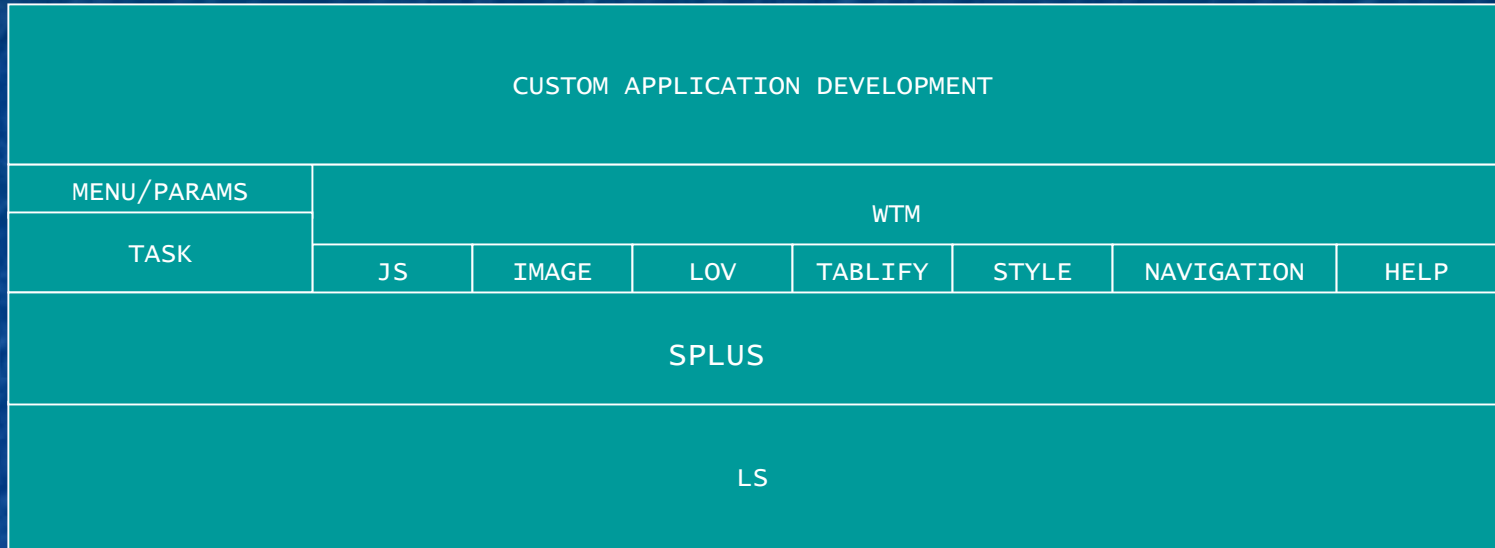 CUSTOM APPLICATION DEVELOPMENT
MENU/PARAMS
WTM
TASK
JS
IMAGE
LOV
TABLIFY
STYLE
NAVIGATION
HELP
SPLUS
LS